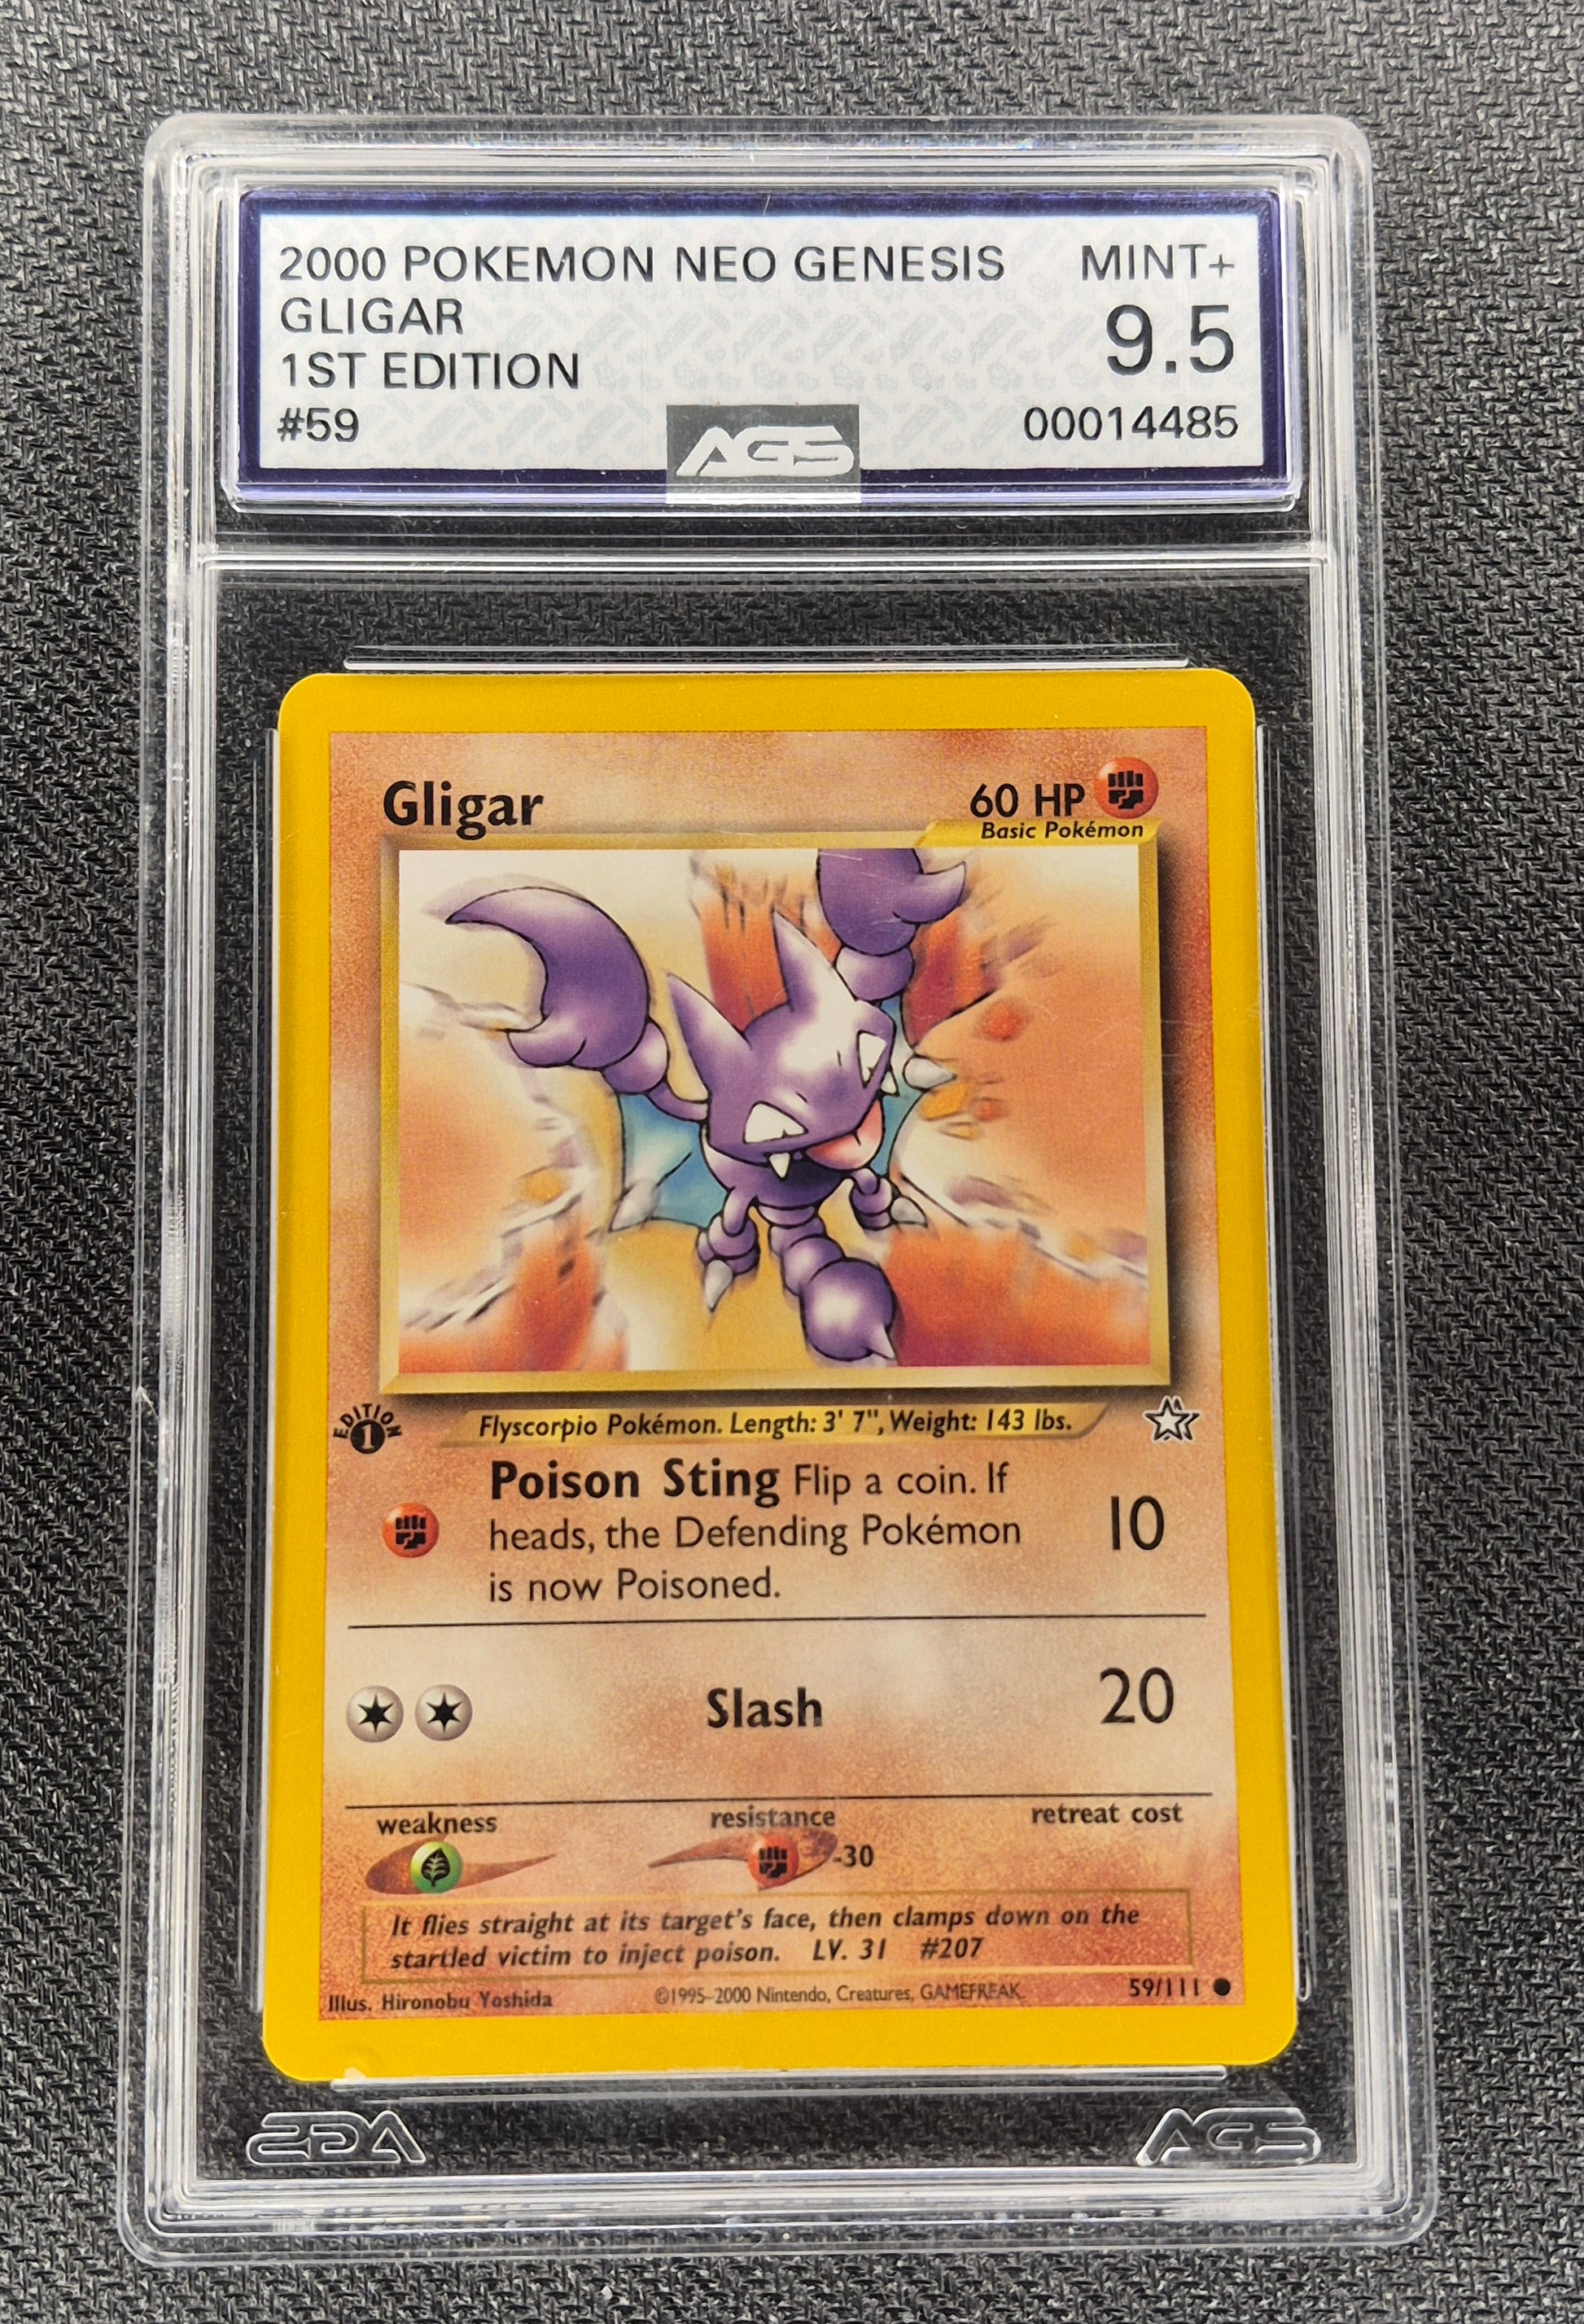 2000 POKEMON NEO GENESIS MINT+
GLIGAR 9.5
1ST EDITION
#59 AGS 00014485
Gligar 60 HP
Basic Pokémon
EDITION 1
Flyscorpio Pokémon. Length: 3' 7", Weight: 143 lbs.
Poison Sting Flip a coin. If
heads, the Defending Pokémon
is now Poisoned.
10
Slash 20
weakness resistance retreat cost
-30
It flies straight at its target's face, then clamps down on the
startled victim to inject poison. LV. 31 #207
Illus. Hironobu Yoshida ©1995-2000 Nintendo, Creatures, GAMEFREAK. 59/111
AGS AGS